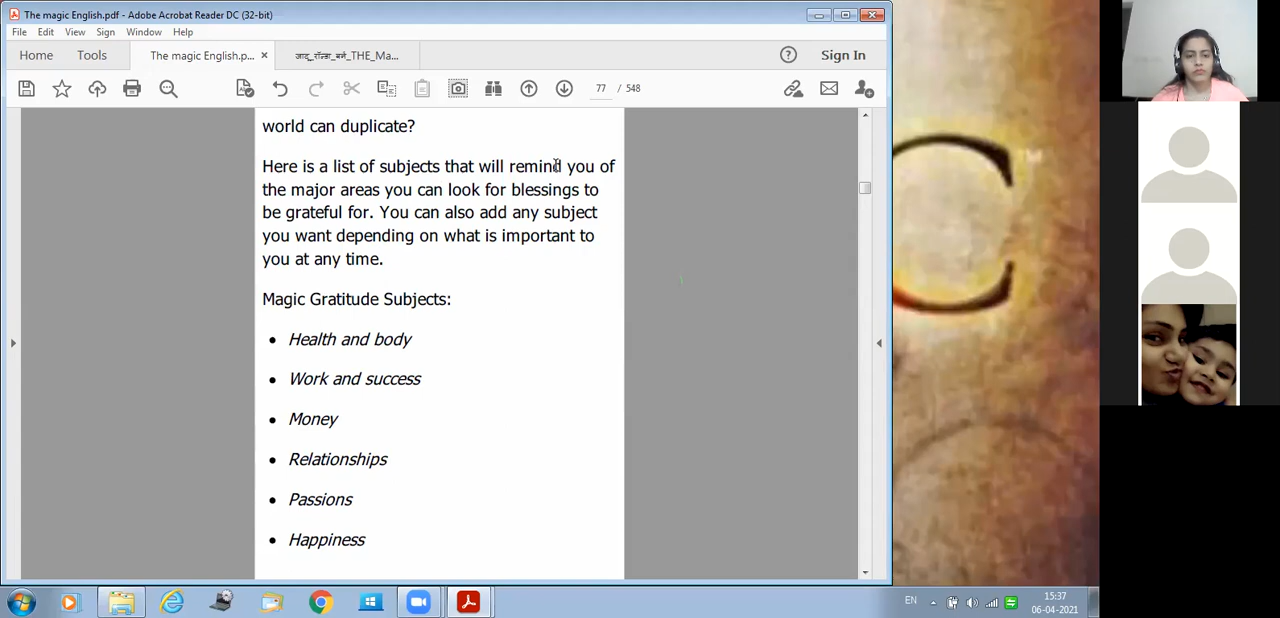 The magic English.pdf - Adobe Acrobat Reader DC (32-bit)
File Edit View Sign Window Help
Home Tools The magic English.p... × जादू_रॉन्डा_बर्न_THE_Ma... Sign In
77 / 548
world can duplicate?
Here is a list of subjects that will remind you of
the major areas you can look for blessings to
be grateful for. You can also add any subject
you want depending on what is important to
you at any time.
Magic Gratitude Subjects:
• Health and body
• Work and success
• Money
• Relationships
• Passions
• Happiness
TM
EN 15:37
06-04-2021